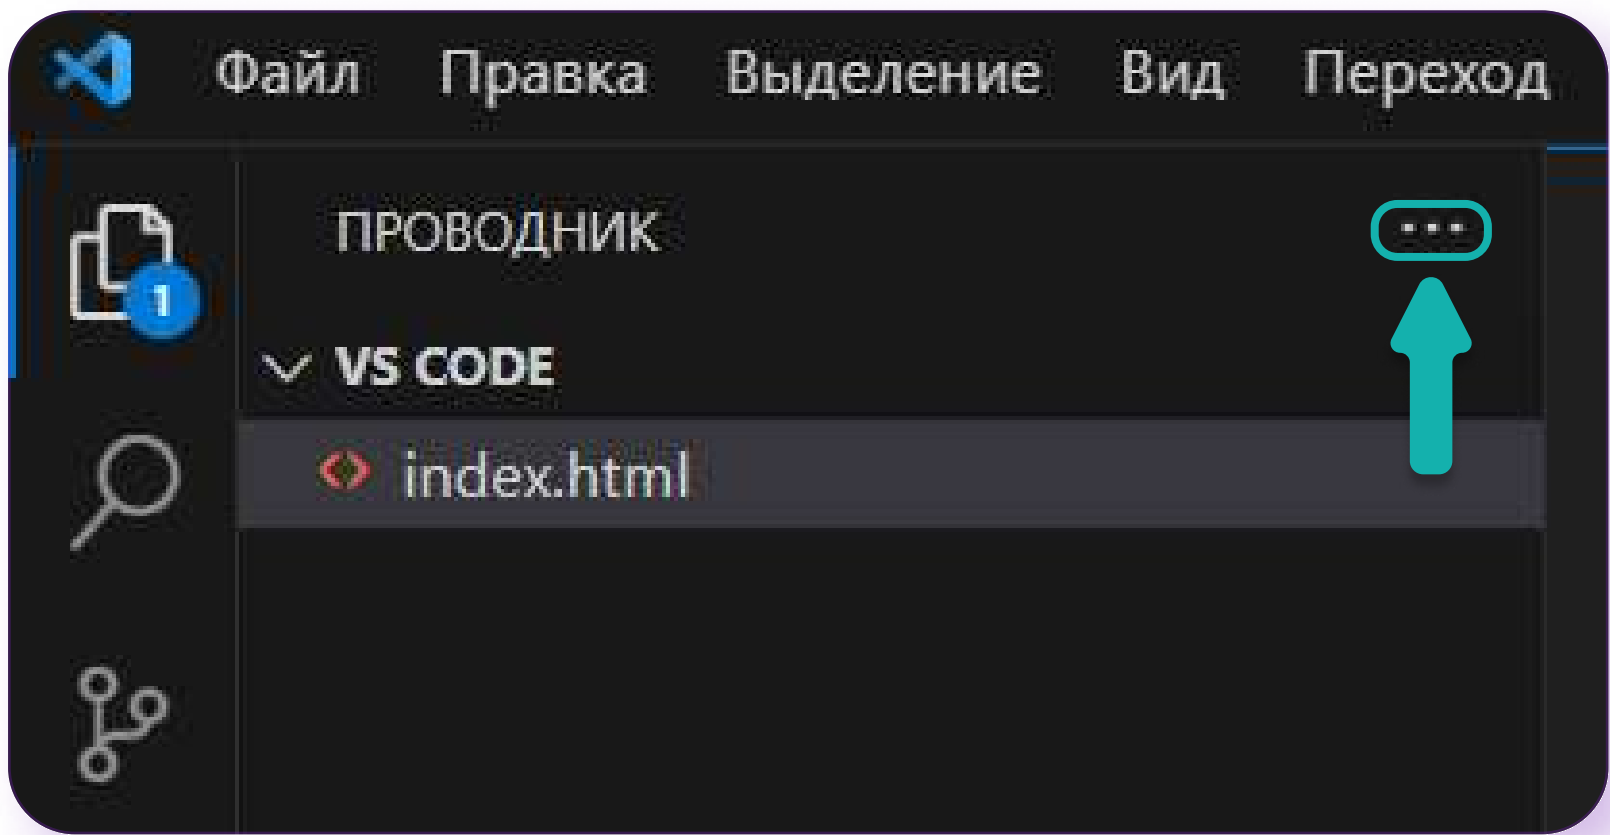 Файл Правка Выделение Вид Переход
ПРОВОДНИК ...
1
VS CODE
index.html